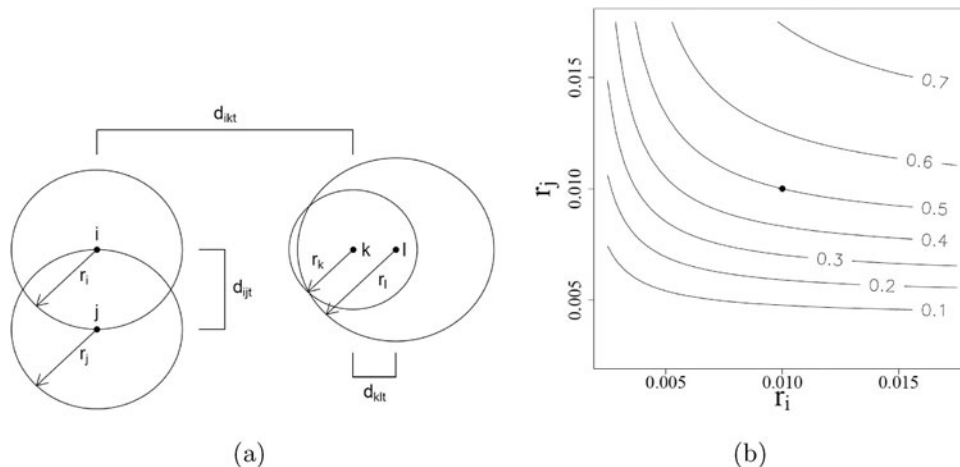 d_ikt
i
r_i
j
r_j
d_ijt
r_k
k
l
r_l
d_klt
(a)
r_j
0.015
0.010
0.005
0.7
0.6
0.5
0.4
0.3
0.2
0.1
0.005
0.010
0.015
r_i
(b)